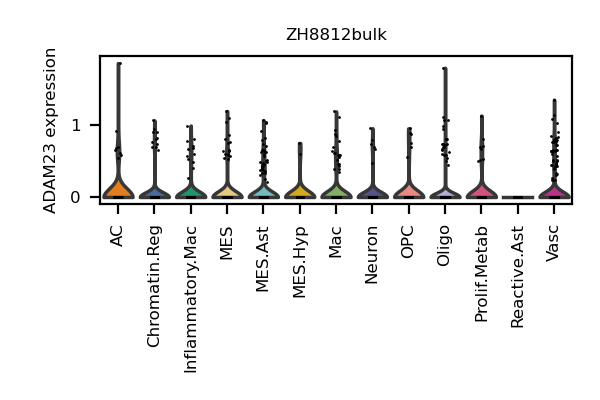 ZH8812bulk
ADAM23 expression
1
0
AC
Chromatin.Reg
Inflammatory.Mac
MES
MES.Ast
MES.Hyp
Mac
Neuron
OPC
Oligo
Prolif.Metab
Reactive.Ast
Vasc